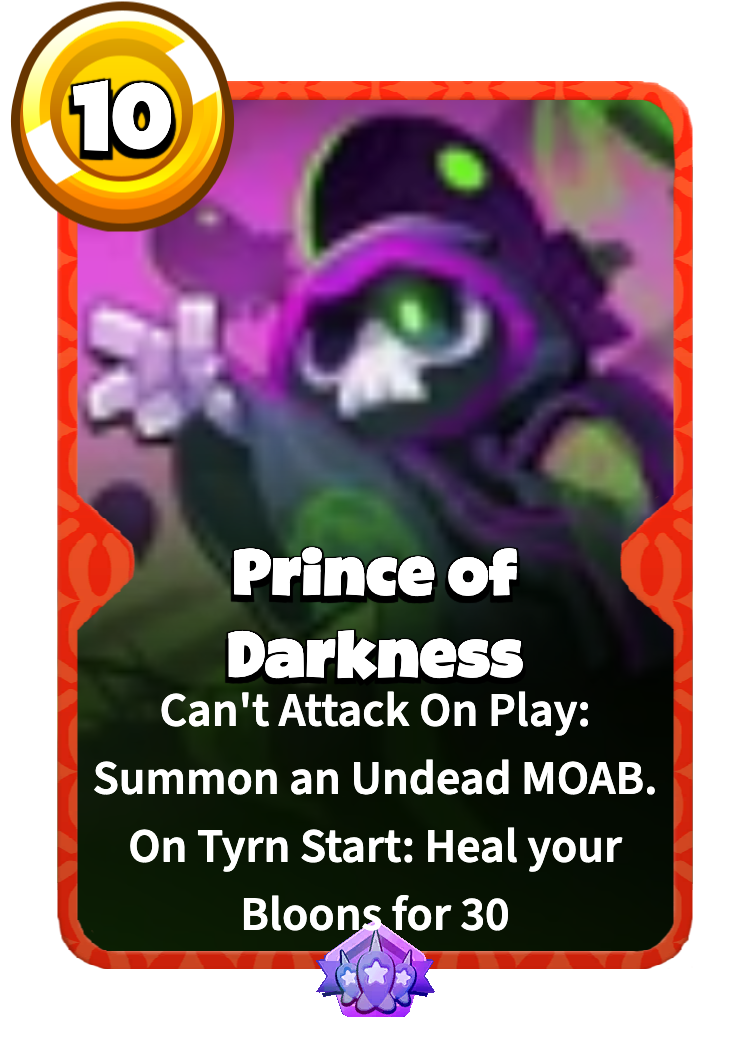 10
Prince of
Darkness
Can't Attack On Play:
Summon an Undead MOAB.
On Tyrn Start: Heal your
Bloons for 30